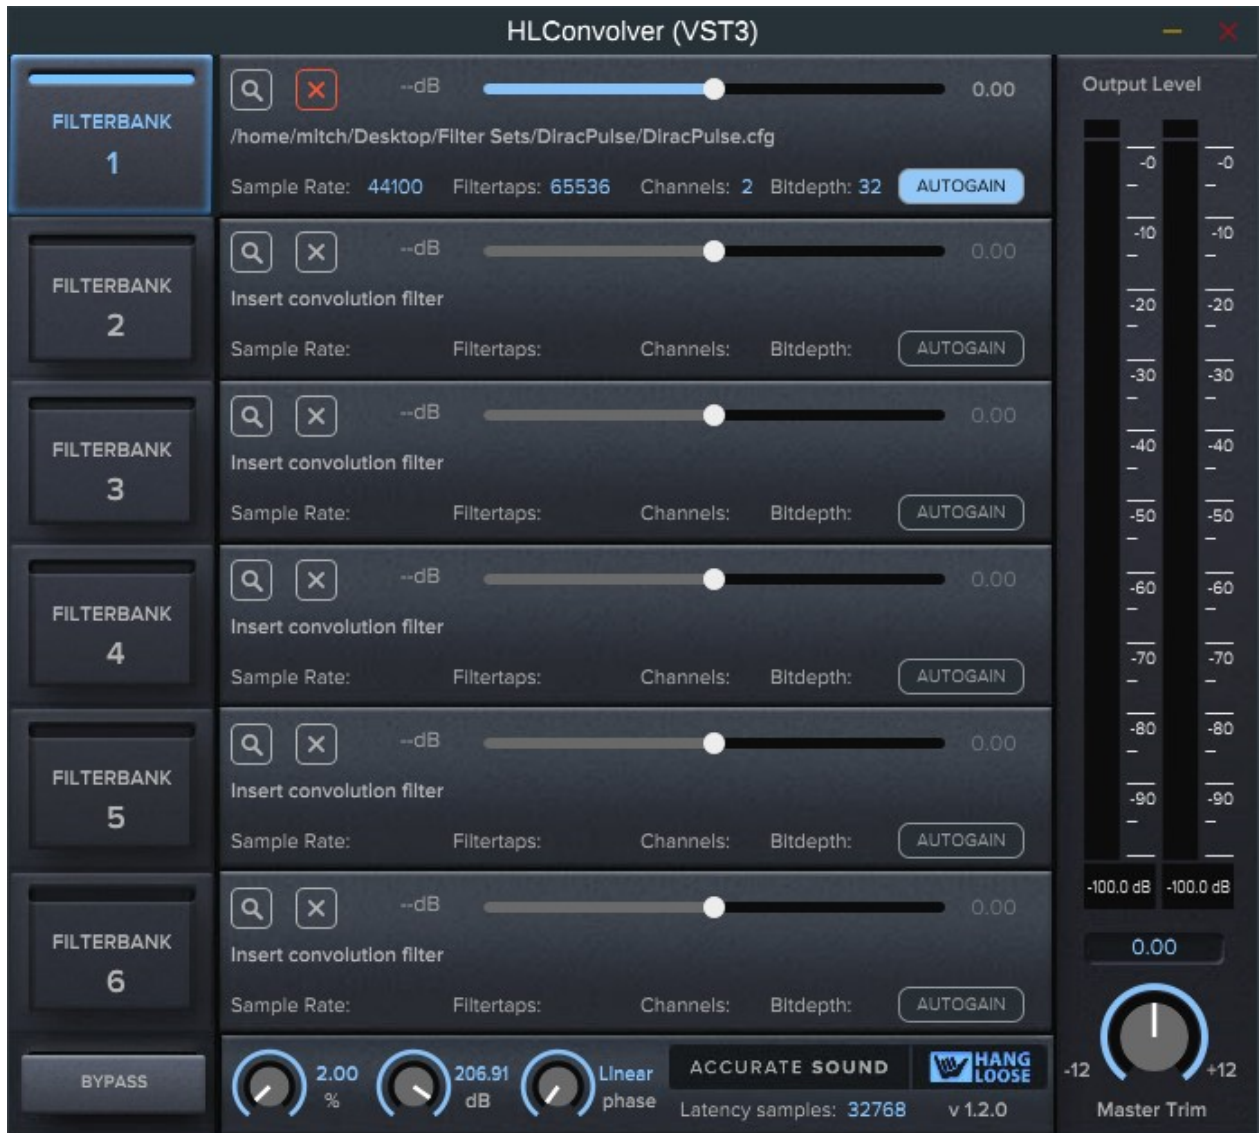 HLConvolver (VST3)
FILTERBANK
1
--dB
0.00
/home/mitch/Desktop/Filter Sets/DiracPulse/DiracPulse.cfg
Sample Rate: 44100 Filtertaps: 65536 Channels: 2 Bitdepth: 32 AUTOGAIN
FILTERBANK
2
--dB
0.00
Insert convolution filter
Sample Rate: Filtertaps: Channels: Bitdepth: AUTOGAIN
FILTERBANK
3
--dB
0.00
Insert convolution filter
Sample Rate: Filtertaps: Channels: Bitdepth: AUTOGAIN
FILTERBANK
4
--dB
0.00
Insert convolution filter
Sample Rate: Filtertaps: Channels: Bitdepth: AUTOGAIN
FILTERBANK
5
--dB
0.00
Insert convolution filter
Sample Rate: Filtertaps: Channels: Bitdepth: AUTOGAIN
FILTERBANK
6
--dB
0.00
Insert convolution filter
Sample Rate: Filtertaps: Channels: Bitdepth: AUTOGAIN
BYPASS
2.00
%
206.91
dB
Linear
phase
ACCURATE SOUND
HANG
LOOSE
Latency samples: 32768 v 1.2.0
Output Level
-0 -0
-10 -10
-20 -20
-30 -30
-40 -40
-50 -50
-60 -60
-70 -70
-80 -80
-90 -90
-100.0 dB -100.0 dB
0.00
-12 +12
Master Trim